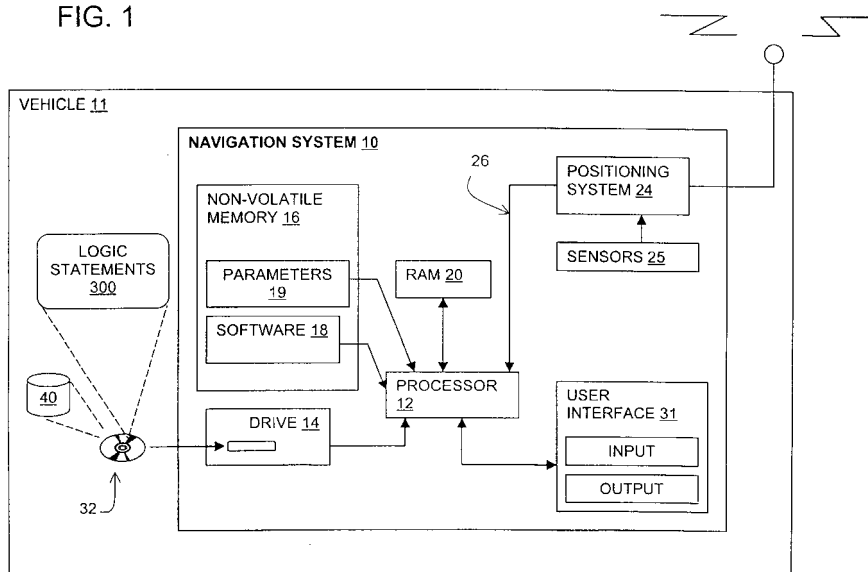 FIG. 1
VEHICLE 11
NAVIGATION SYSTEM 10
26
POSITIONING
SYSTEM 24
NON-VOLATILE
MEMORY 16
SENSORS 25
LOGIC
STATEMENTS
300
PARAMETERS
19
RAM 20
SOFTWARE 18
PROCESSOR
12
USER
INTERFACE 31
40
DRIVE 14
INPUT
OUTPUT
32